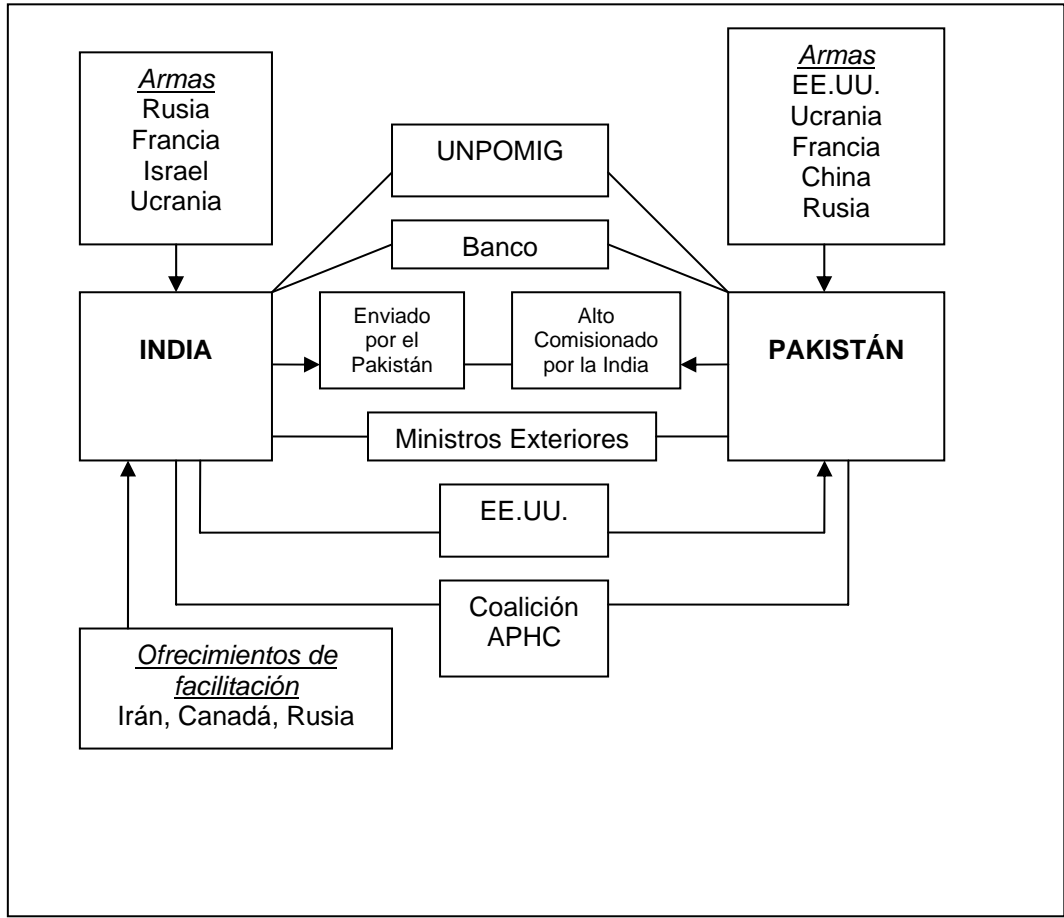 Armas
Rusia
Francia
Israel
Ucrania
Armas
EE.UU.
Ucrania
Francia
China
Rusia
UNPOMIG
Banco
INDIA
Enviado
por el
Pakistán
Alto
Comisionado
por la India
PAKISTÁN
Ministros Exteriores
EE.UU.
Coalición
APHC
Ofrecimientos de
facilitación
Irán, Canadá, Rusia